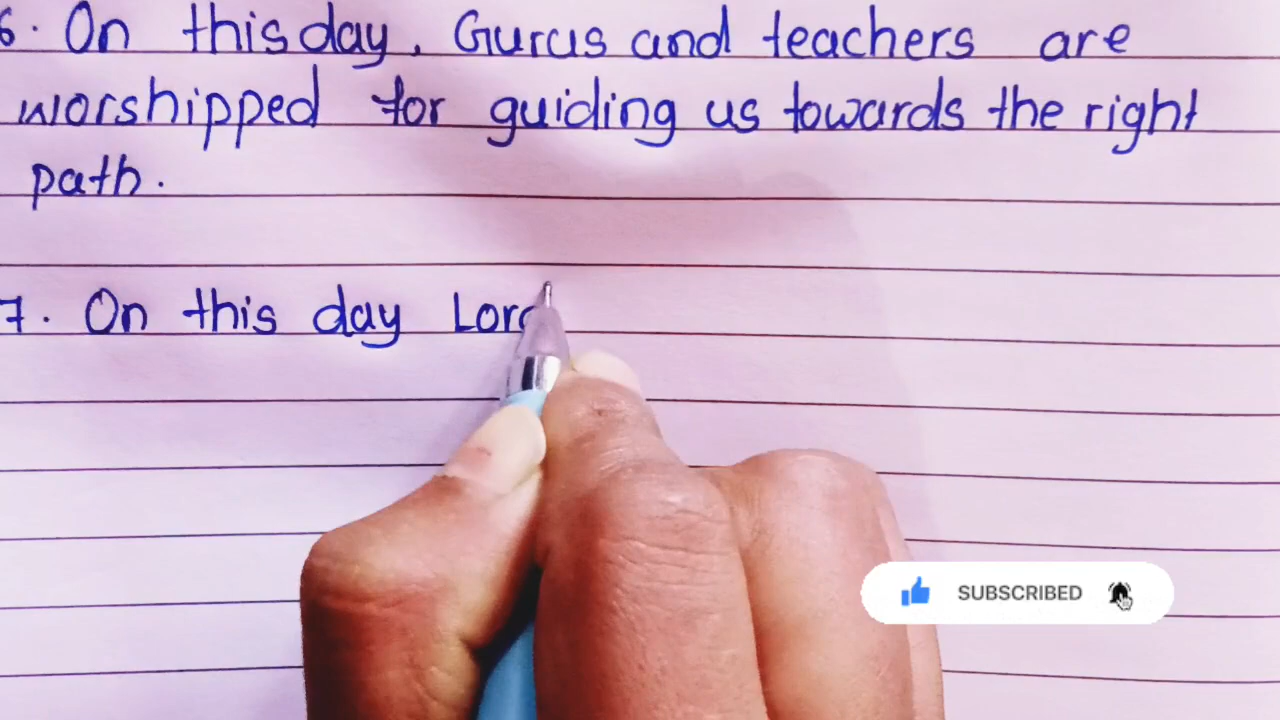 6. On this day, Gurus and teachers are
worshipped for guiding us towards the right
path.
7. On this day
SUBSCRIBED